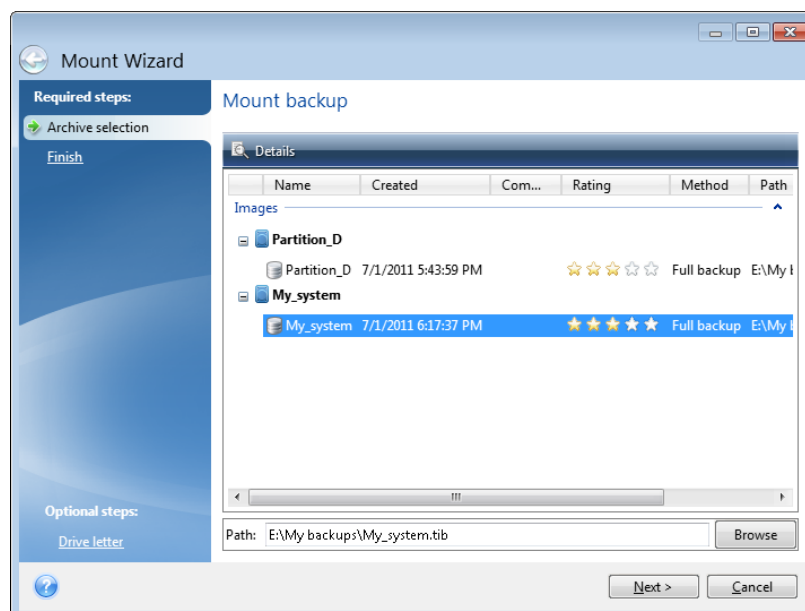 Mount Wizard
Required steps:
Archive selection
Finish
Optional steps:
Drive letter
Mount backup
Details
Name Created Com... Rating Method Path
Images
Partition_D
Partition_D 7/1/2011 5:43:59 PM Full backup E:\My
My_system
My_system 7/1/2011 6:17:37 PM Full backup E:\My
Path: E:\My backups\My_system.tib Browse
Next > Cancel